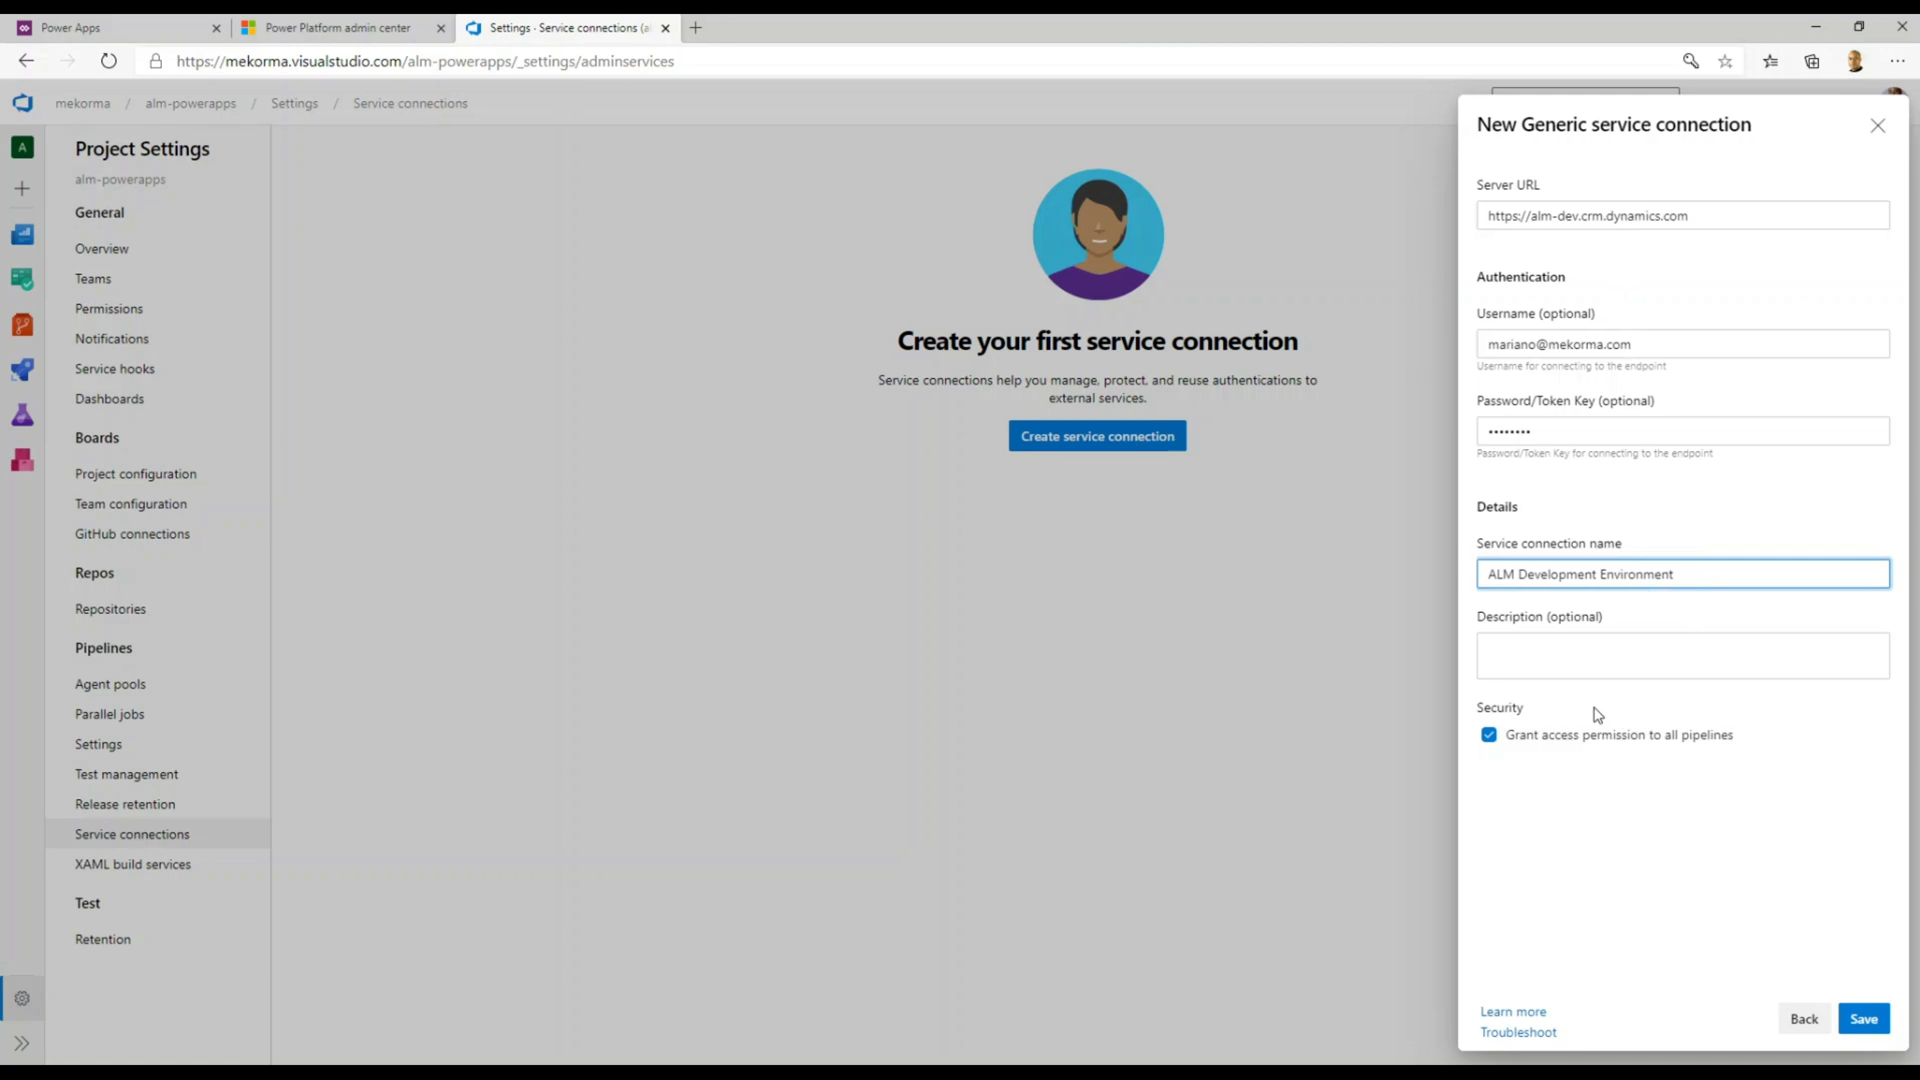 Power Apps
Power Platform admin center
Settings · Service connections (a
https://mekorma.visualstudio.com/alm-powerapps/_settings/adminservices
mekorma / alm-powerapps / Settings / Service connections
A
Project Settings
alm-powerapps
General
Overview
Teams
Permissions
Notifications
Service hooks
Dashboards
Boards
Project configuration
Team configuration
GitHub connections
Repos
Repositories
Pipelines
Agent pools
Parallel jobs
Settings
Test management
Release retention
Service connections
XAML build services
Test
Retention
Create your first service connection
Service connections help you manage, protect, and reuse authentications to
external services.
Create service connection
New Generic service connection
Server URL
https://alm-dev.crm.dynamics.com
Authentication
Username (optional)
mariano@mekorma.com
Username for connecting to the endpoint
Password/Token Key (optional)
••••••••
Password/Token Key for connecting to the endpoint
Details
Service connection name
ALM Development Environment
Description (optional)
Security
Grant access permission to all pipelines
Learn more
Troubleshoot
Back
Save